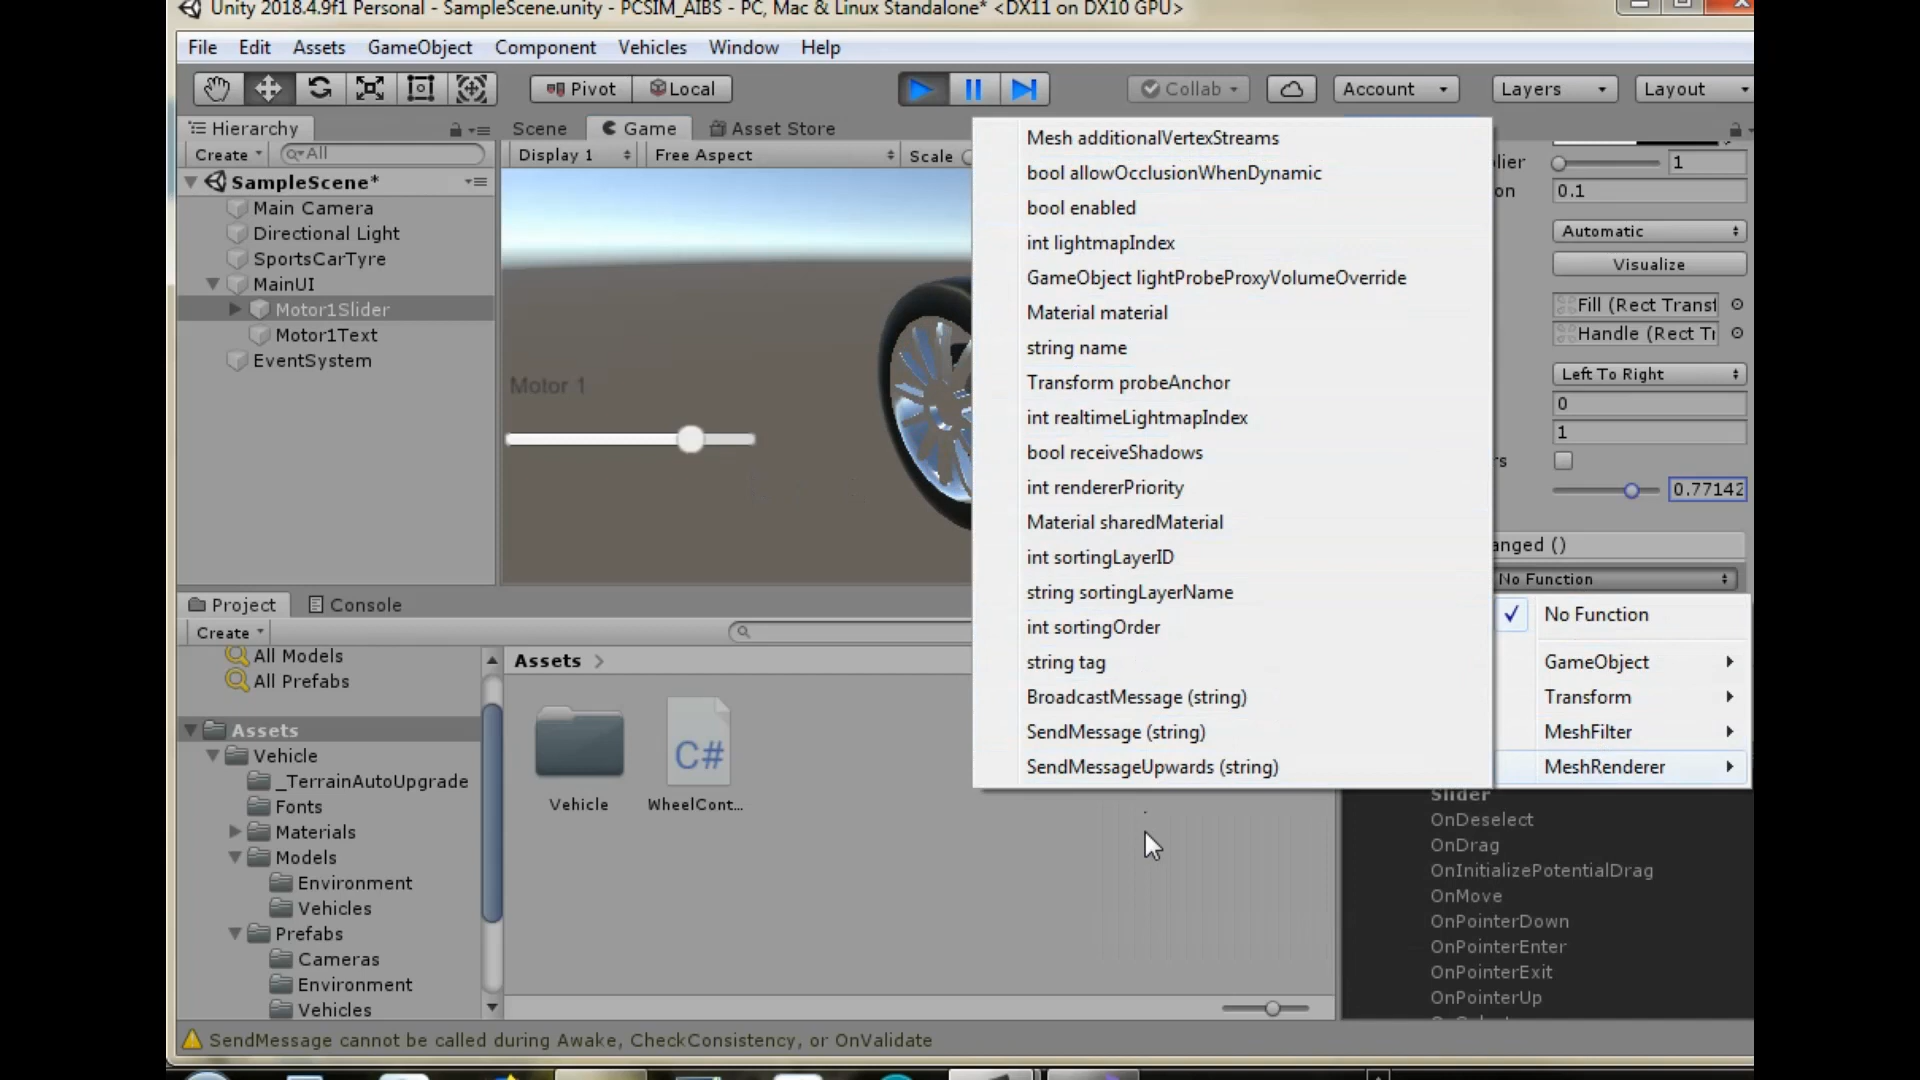 Unity 2018.4.9f1 Personal - SampleScene.unity - PCSIM_AIBS - PC, Mac & Linux Standalone* <DX11 on DX10 GPU>
File Edit Assets GameObject Component Vehicles Window Help
Pivot Local Collab Account Layers Layout
Hierarchy Scene Game Asset Store
Create All Display 1 Free Aspect Scale
SampleScene*
Main Camera
Directional Light
SportsCarTyre
MainUI
Motor1Slider
Motor1Text
EventSystem
Motor 1
Mesh additionalVertexStreams
bool allowOcclusionWhenDynamic
bool enabled
int lightmapIndex
GameObject lightProbeProxyVolumeOverride
Material material
string name
Transform probeAnchor
int realtimeLightmapIndex
bool receiveShadows
int rendererPriority
Material sharedMaterial
int sortingLayerID
string sortingLayerName
int sortingOrder
string tag
BroadcastMessage (string)
SendMessage (string)
SendMessageUpwards (string)
lier 1
on 0.1
Automatic
Visualize
Fill (Rect Transf
Handle (Rect Tr
Left To Right
0
1
rs
0.77142
anged ()
No Function
No Function
GameObject
Transform
MeshFilter
MeshRenderer
Slider
OnDeselect
OnDrag
OnInitializePotentialDrag
OnMove
OnPointerDown
OnPointerEnter
OnPointerExit
OnPointerUp
Project Console
Create
All Models
All Prefabs
Assets
Vehicle
_TerrainAutoUpgrade
Fonts
Materials
Models
Environment
Vehicles
Prefabs
Cameras
Environment
Vehicles
Assets
C#
Vehicle WheelCont...
SendMessage cannot be called during Awake, CheckConsistency, or OnValidate